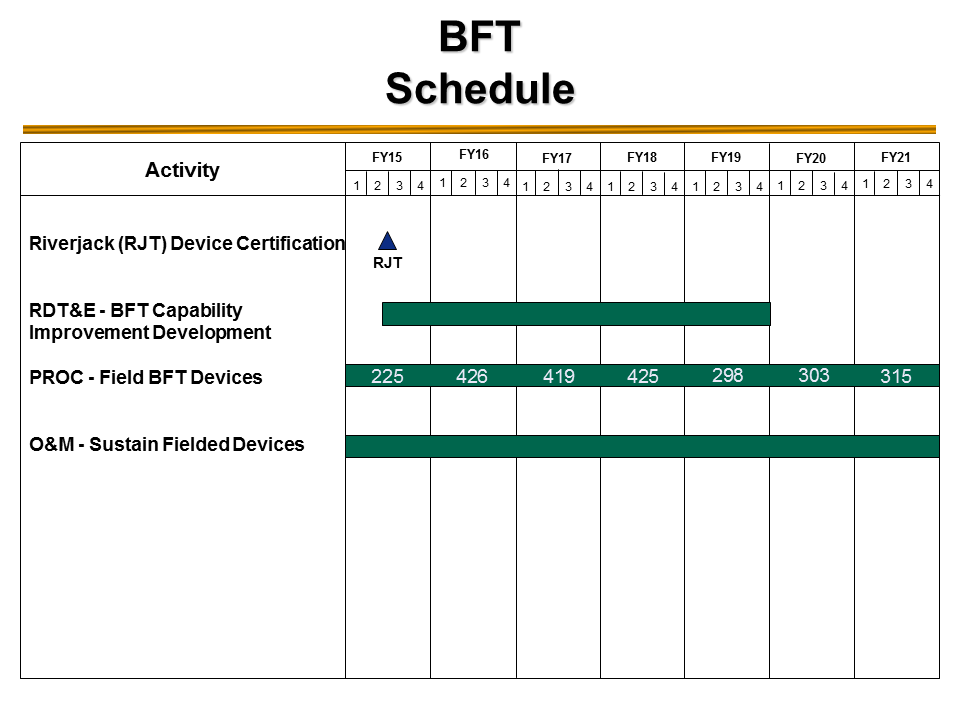 BFT
Schedule
Activity
FY15 FY16 FY17 FY18 FY19 FY20 FY21
1 2 3 4 1 2 3 4 1 2 3 4 1 2 3 4 1 2 3 4 1 2 3 4 1 2 3 4
Riverjack (RJT) Device Certification
RJT
RDT&E - BFT Capability
Improvement Development
PROC - Field BFT Devices 225 426 419 425 298 303 315
O&M - Sustain Fielded Devices